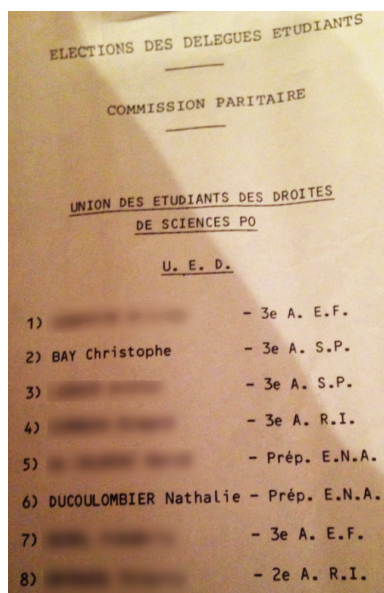 ELECTIONS DES DELEGUES ETUDIANTS
COMMISSION PARITAIRE
UNION DES ETUDIANTS DES DROITES
DE SCIENCES PO
U. E. D.
1) - 3e A. E.F.
2) BAY Christophe - 3e A. S.P.
3) - 3e A. S.P.
4) - 3e A. R.I.
5) - Prép. E.N.A.
6) DUCOULOMBIER Nathalie - Prép. E.N.A.
7) - 3e A. E.F.
8) - 2e A. R.I.